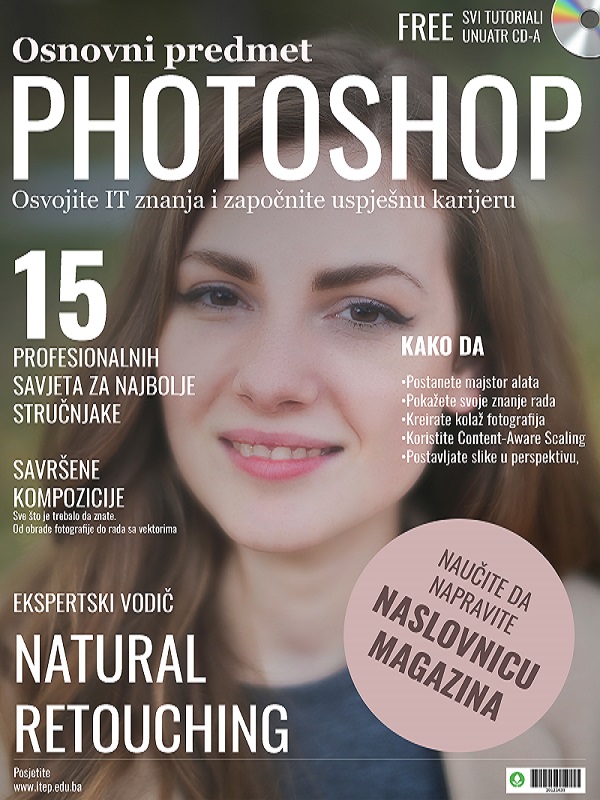 FREE SVI TUTORIALI
UNUATR CD-A
Osnovni predmet
PHOTOSHOP
Osvojite IT znanja i započnite uspješnu karijeru
15
PROFESIONALNIH
SAVJETA ZA NAJBOLJE
STRUČNJAKE
SAVRŠENE
KOMPOZICIJE
Sve što je trebalo da znate.
Od obrade fotografije do rada sa vektorima
KAKO DA
•Postanete majstor alata
•Pokažete svoje znanje rada
•Kreirate kolaž fotografija
•Koristite Content-Aware Scaling
•Postavljate slike u perspektivu,
NAUČITE DA
NAPRAVITE
NASLOVNICU
MAGAZINA
EKSPERTSKI VODIČ
NATURAL
RETOUCHING
Posjetite
www.itep.edu.ba